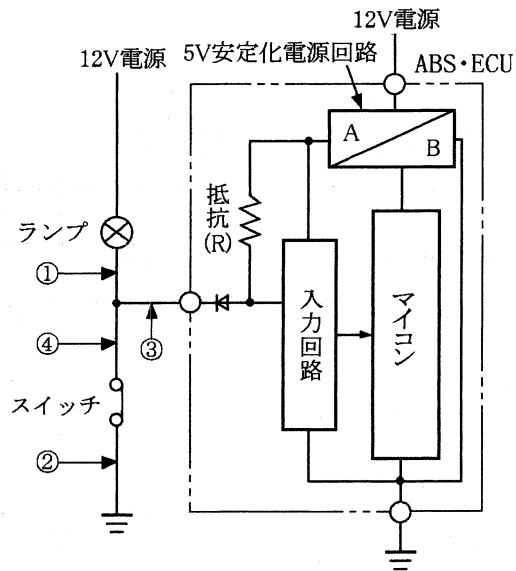 12V電源
12V電源
5V安定化電源回路
ABS・ECU
A
B
抵抗(R)
ランプ
①
③
④
スイッチ
②
入力回路
マイコン